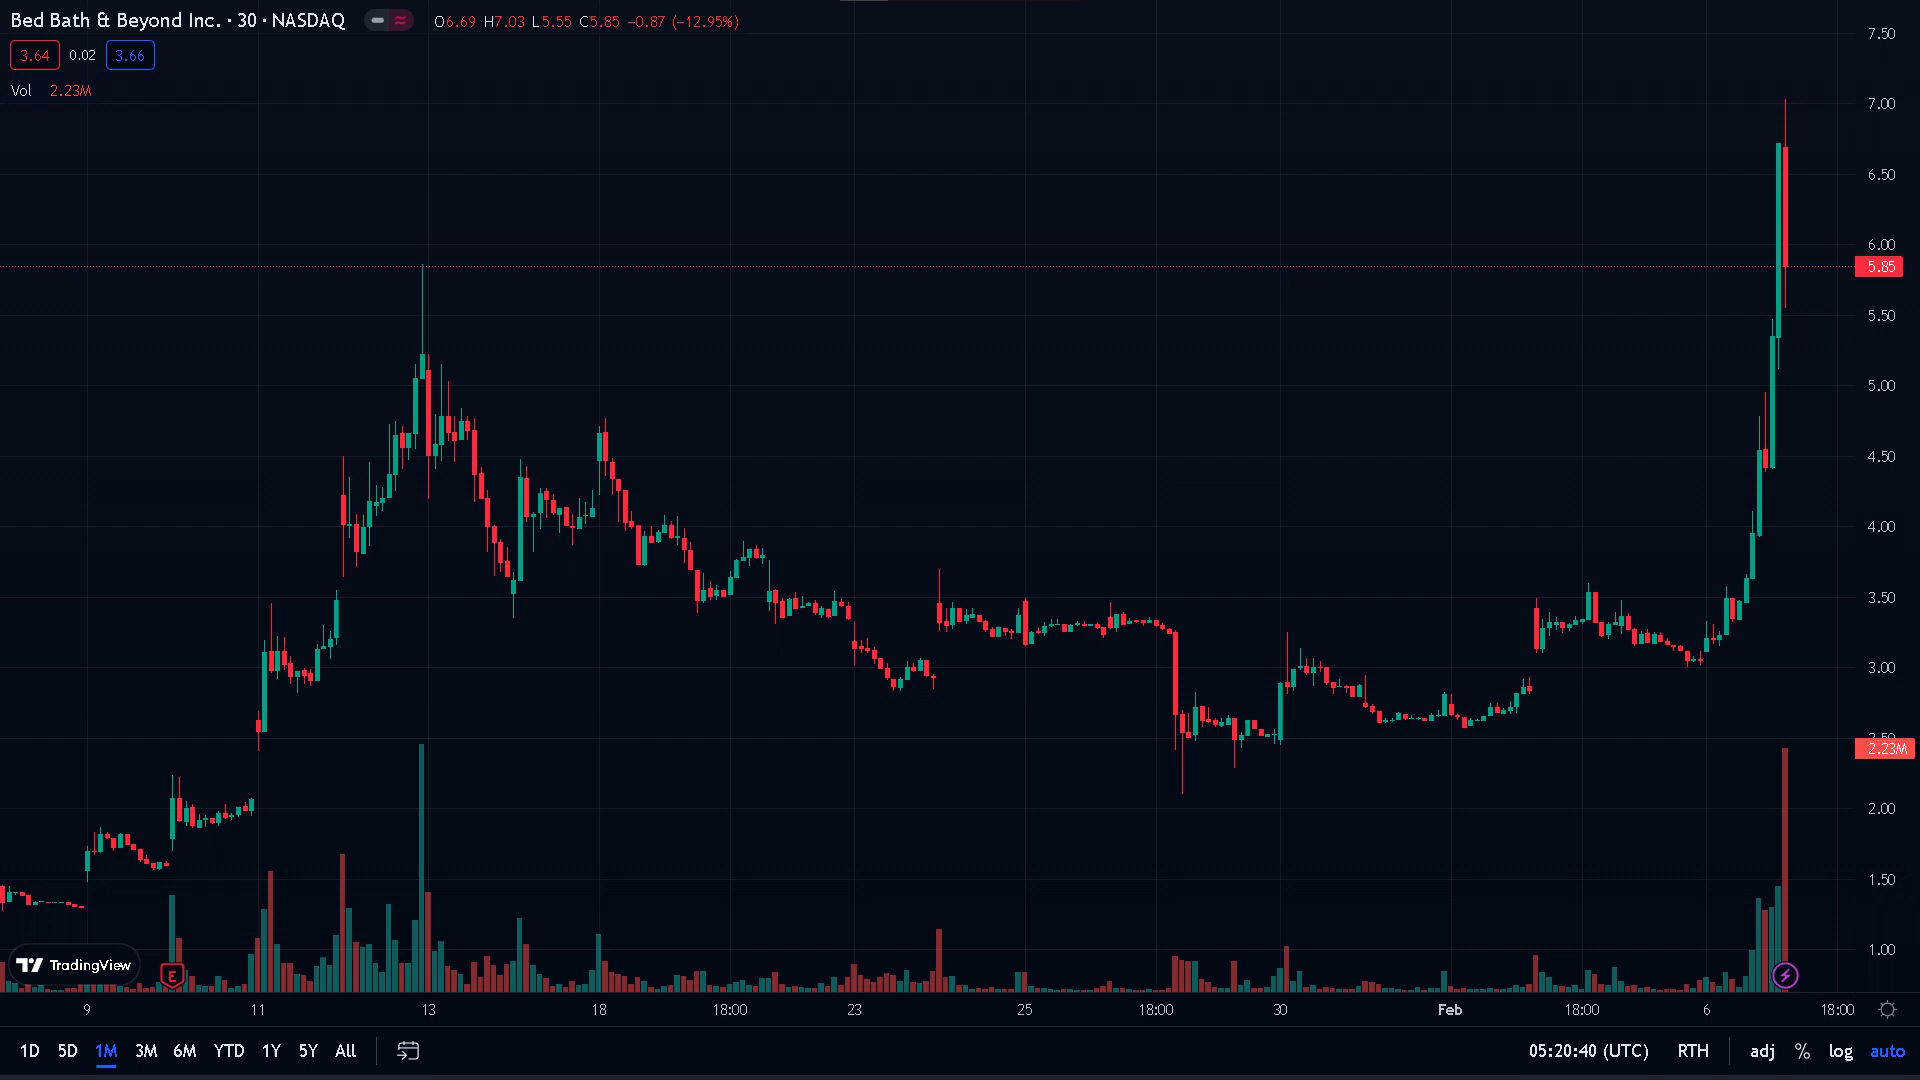 Bed Bath & Beyond Inc. · 30 · NASDAQ O6.69 H7.03 L5.55 C5.85 −0.87 (−12.95%)
3.64 0.02 3.66
Vol 2.23M
7.50
7.00
6.50
6.00
5.85
5.50
5.00
4.50
4.00
3.50
3.00
2.50
2.23M
2.00
1.50
1.00
TradingView
E
9 11 13 18 18:00 23 25 18:00 30 Feb 18:00 6 18:00
1D 5D 1M 3M 6M YTD 1Y 5Y All 05:20:40 (UTC) RTH adj % log auto